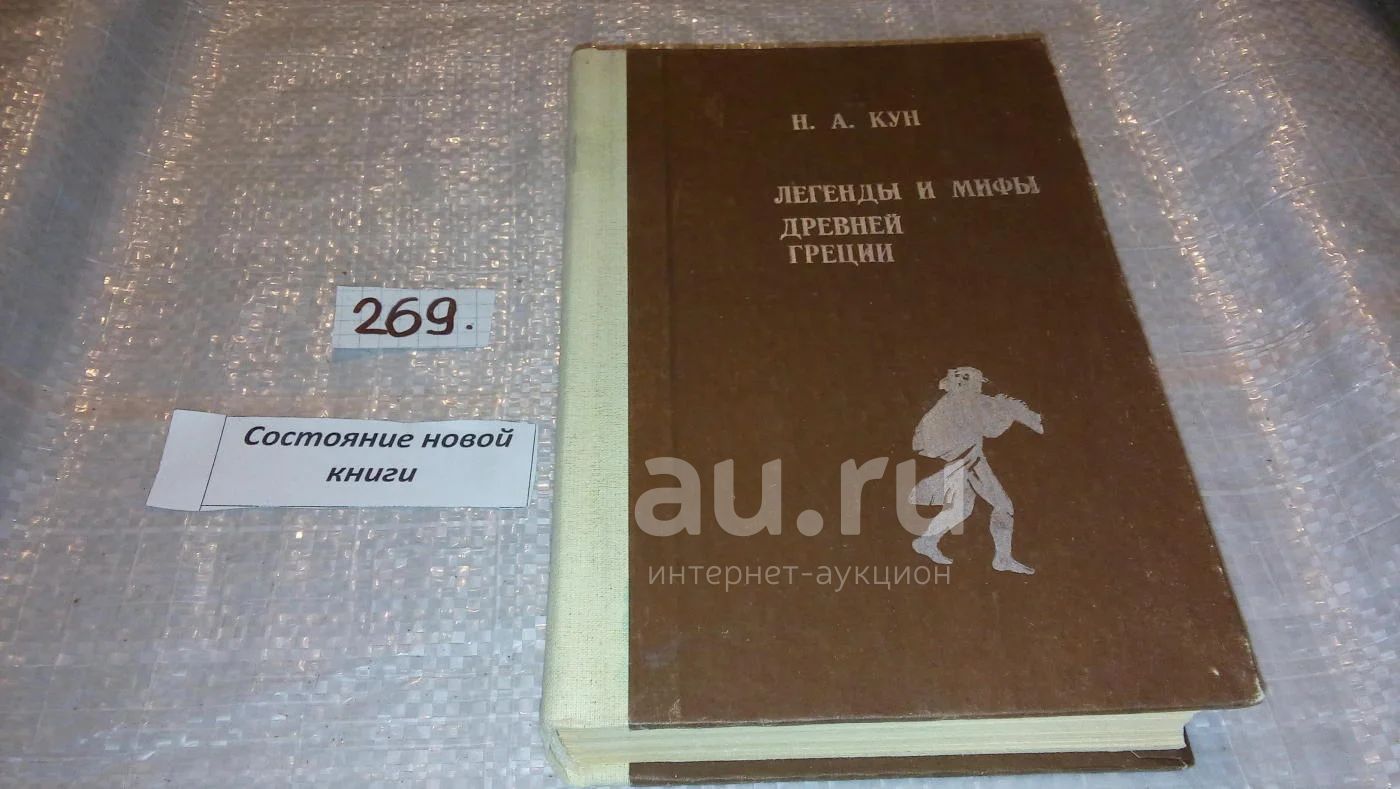 Н. А. КУН
ЛЕГЕНДЫ И МИФЫ
ДРЕВНЕЙ
ГРЕЦИИ
269.
Состояние новой
книги
au.ru
интернет-аукцион